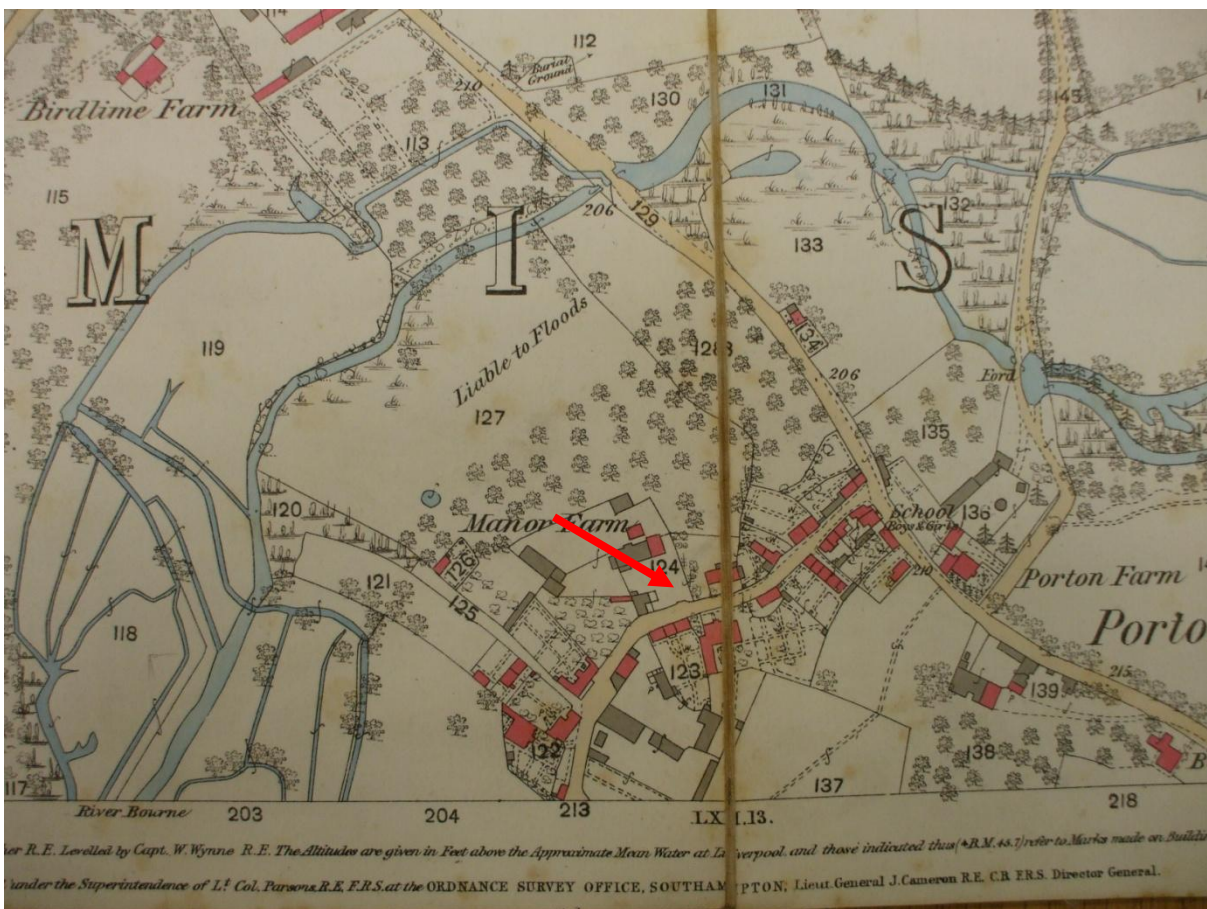 114
112
Burial
Ground
210
Birdlime Farm
130
131
145
113
115
206
129
132
M I S
133
119
Liable to Floods
128
134
206
127
Ford
135
120
Manor Farm
School
Boys & Girls
136
126
124
121
125
210
Porton Farm
Porto
118
123
215
139
122
138
117
137
B
River Bourne
203
204
213
LX 13.
218
R.E. Levelled by Capt. W. Wynne R.E. The Altitudes are given in Feet above the Approximate Mean Water at Liverpool, and those indicated thus (B.M. 45.7) refer to Marks made on
under the Superintendence of Lt. Col. Parsons, R.E., F.R.S. at the ORDNANCE SURVEY OFFICE, SOUTHAMPTON, Lieut. General J. Cameron R.E. C.B. F.R.S. Director General.